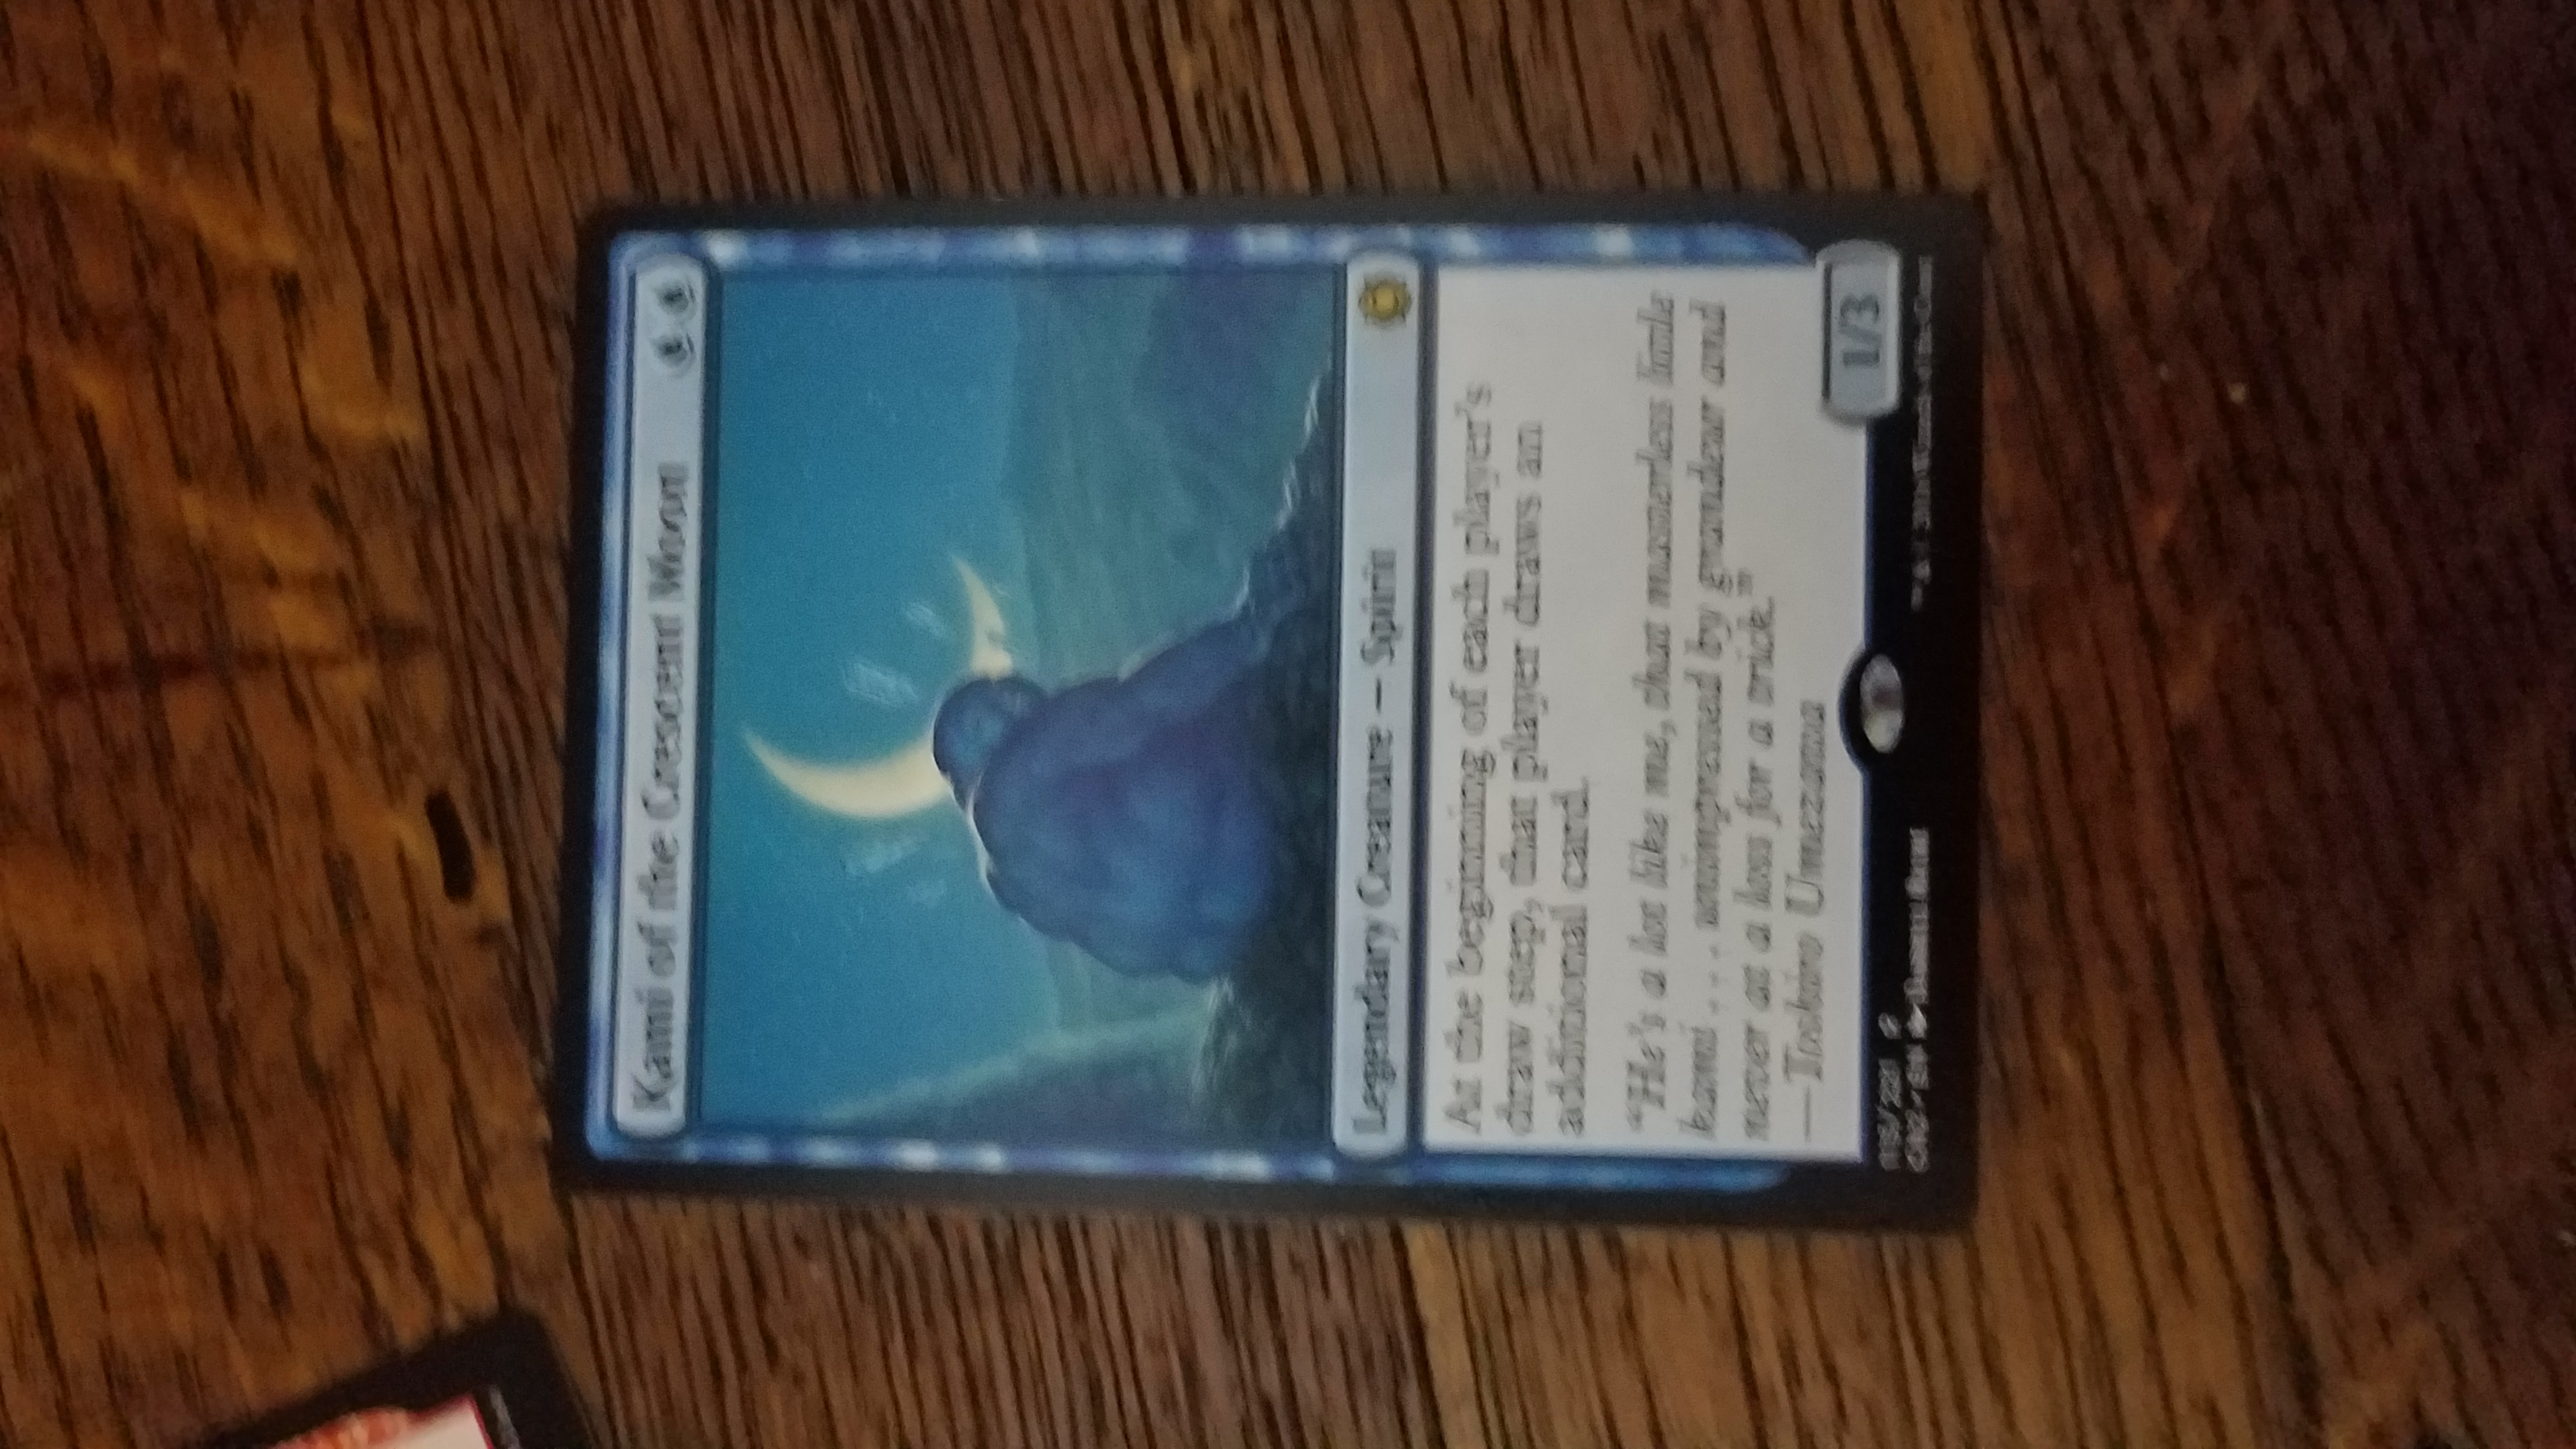 Kami of the Crescent Moon
Legendary Creature – Spirit
At the beginning of each player's
draw step, that player draws an
additional card.
"He's a lot like me, that masterless little
kami . . . unimpressed by grandeur and
never at a loss for a trick."
—Toshiro Umezawa
1/3